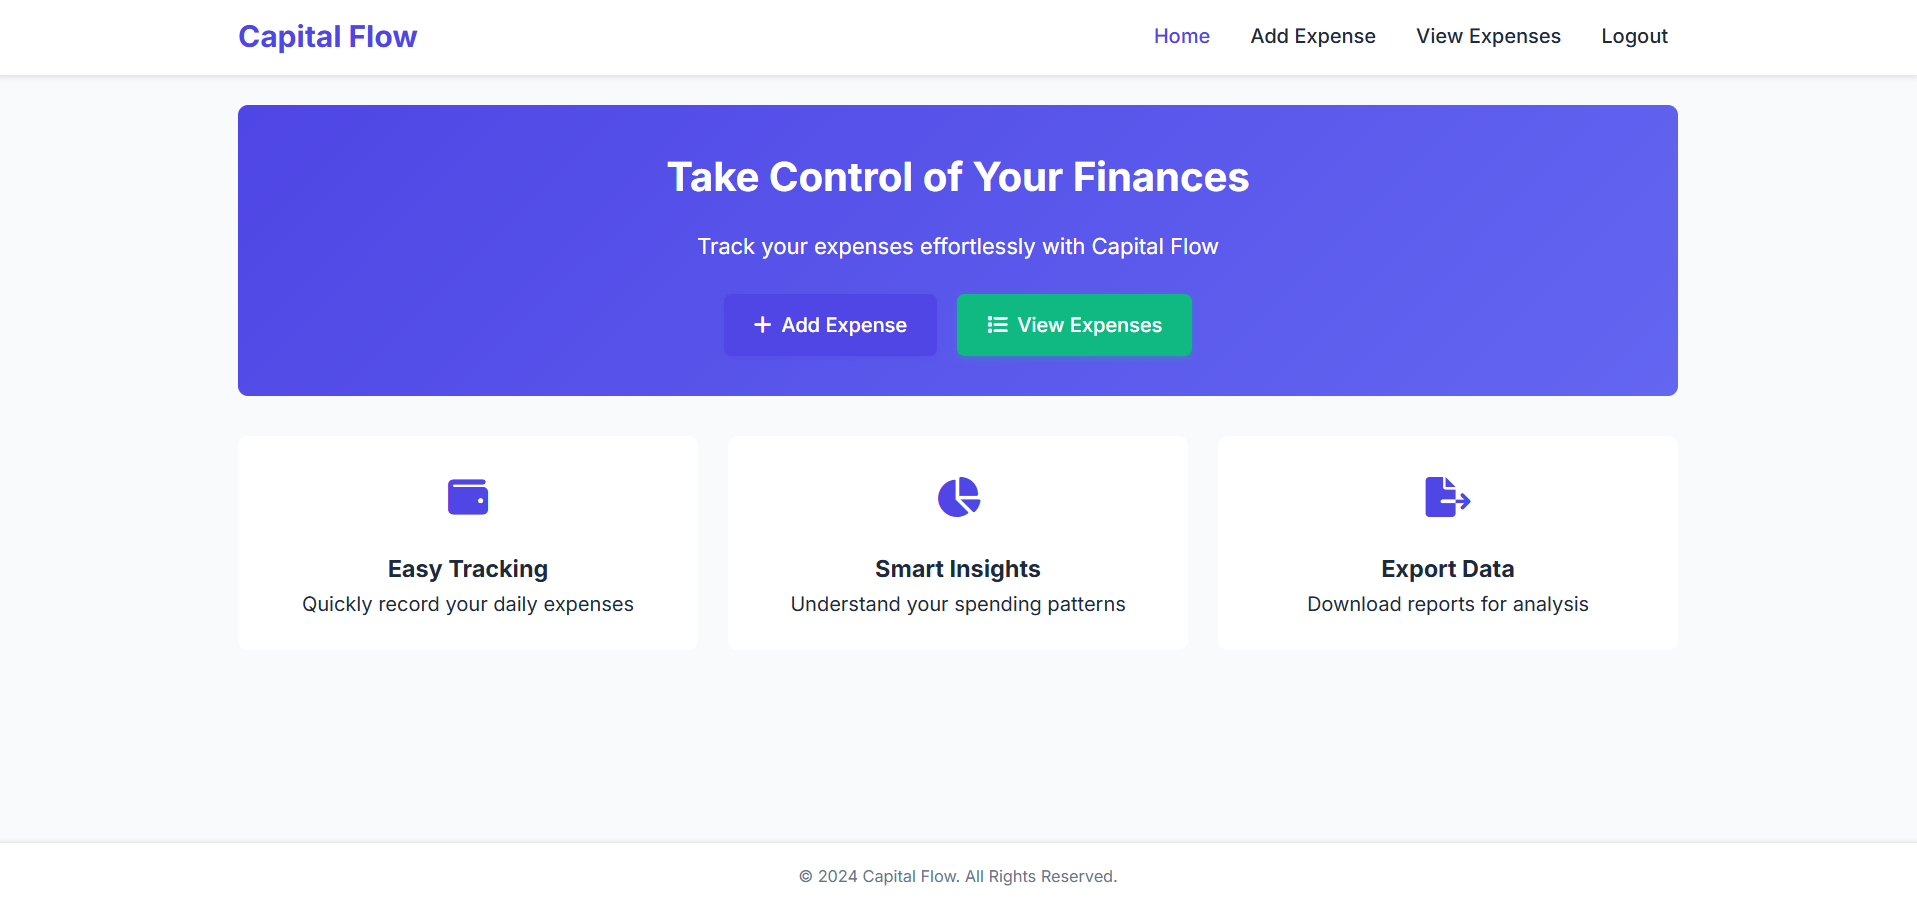 Capital Flow
Home
Add Expense
View Expenses
Logout
Take Control of Your Finances
Track your expenses effortlessly with Capital Flow
Add Expense
View Expenses
Easy Tracking
Quickly record your daily expenses
Smart Insights
Understand your spending patterns
Export Data
Download reports for analysis
© 2024 Capital Flow. All Rights Reserved.